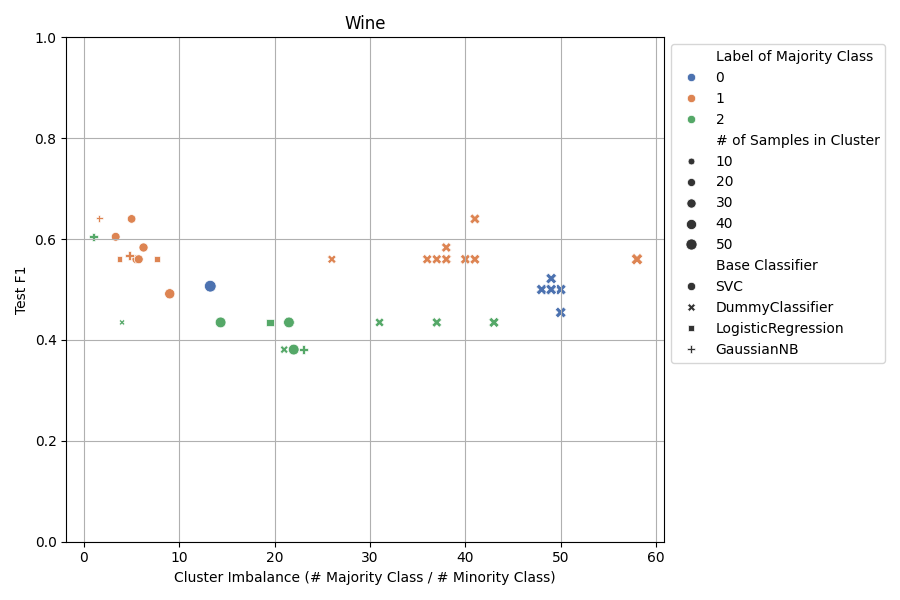 Wine
1.0
0.8
0.6
0.4
0.2
0.0
Test F1
0 10 20 30 40 50 60
Cluster Imbalance (# Majority Class / # Minority Class)
Label of Majority Class
0
1
2
# of Samples in Cluster
10
20
30
40
50
Base Classifier
SVC
DummyClassifier
LogisticRegression
GaussianNB